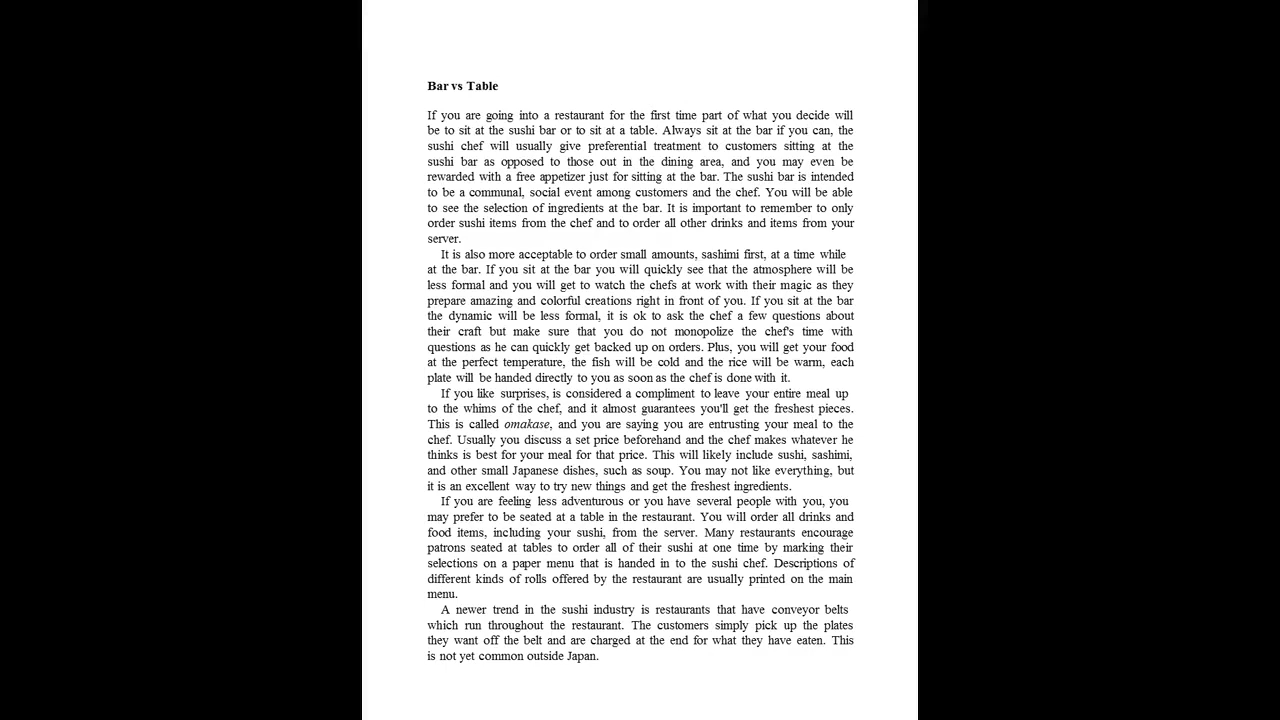 Bar vs Table
If you are going into a restaurant for the first time part of what you decide will
be to sit at the sushi bar or to sit at a table. Always sit at the bar if you can, the
sushi chef will usually give preferential treatment to customers sitting at the
sushi bar as opposed to those out in the dining area, and you may even be
rewarded with a free appetizer just for sitting at the bar. The sushi bar is intended
to be a communal, social event among customers and the chef. You will be able
to see the selection of ingredients at the bar. It is important to remember to only
order sushi items from the chef and to order all other drinks and items from your
server.
It is also more acceptable to order small amounts, sashimi first, at a time while
at the bar. If you sit at the bar you will quickly see that the atmosphere will be
less formal and you will get to watch the chefs at work with their magic as they
prepare amazing and colorful creations right in front of you. If you sit at the bar
the dynamic will be less formal, it is ok to ask the chef a few questions about
their craft but make sure that you do not monopolize the chef's time with
questions as he can quickly get backed up on orders. Plus, you will get your food
at the perfect temperature, the fish will be cold and the rice will be warm, each
plate will be handed directly to you as soon as the chef is done with it.
If you like surprises, is considered a compliment to leave your entire meal up
to the whims of the chef, and it almost guarantees you'll get the freshest pieces.
This is called omakase, and you are saying you are entrusting your meal to the
chef. Usually you discuss a set price beforehand and the chef makes whatever he
thinks is best for your meal for that price. This will likely include sushi, sashimi,
and other small Japanese dishes, such as soup. You may not like everything, but
it is an excellent way to try new things and get the freshest ingredients.
If you are feeling less adventurous or you have several people with you, you
may prefer to be seated at a table in the restaurant. You will order all drinks and
food items, including your sushi, from the server. Many restaurants encourage
patrons seated at tables to order all of their sushi at one time by marking their
selections on a paper menu that is handed in to the sushi chef. Descriptions of
different kinds of rolls offered by the restaurant are usually printed on the main
menu.
A newer trend in the sushi industry is restaurants that have conveyor belts
which run throughout the restaurant. The customers simply pick up the plates
they want off the belt and are charged at the end for what they have eaten. This
is not yet common outside Japan.